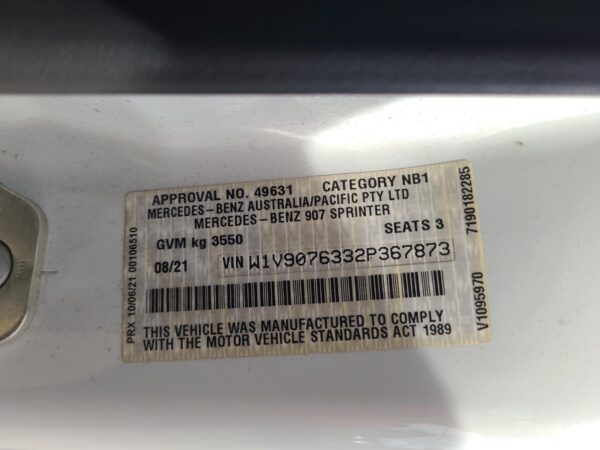 APPROVAL NO. 49631 CATEGORY NB1
MERCEDES-BENZ AUSTRALIA/PACIFIC PTY LTD
MERCEDES-BENZ 907 SPRINTER
GVM kg 3550 SEATS 3
08/21 VIN W1V9076332P367873
THIS VEHICLE WAS MANUFACTURED TO COMPLY
WITH THE MOTOR VEHICLE STANDARDS ACT 1989
PRX 10/06/21 00106510
V1095970 7190182285